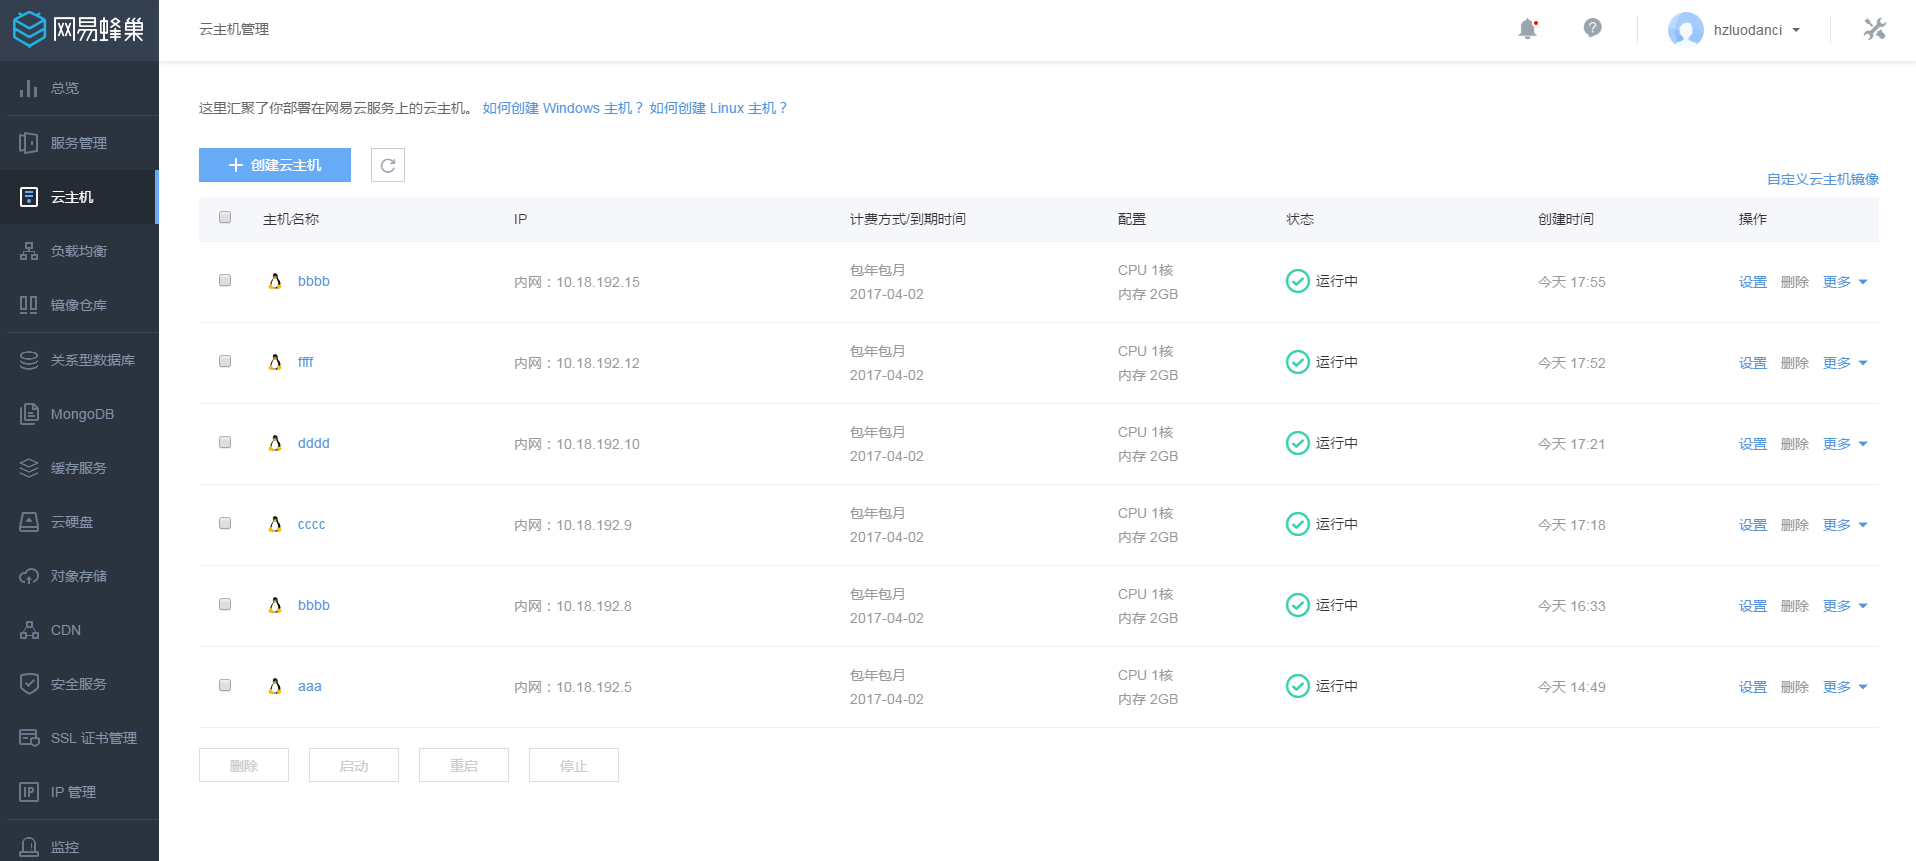 网易蜂巢
云主机管理
hzluodanci
总览
服务管理
云主机
负载均衡
镜像仓库
关系型数据库
MongoDB
缓存服务
云硬盘
对象存储
CDN
安全服务
SSL 证书管理
IP 管理
监控
这里汇聚了你部署在网易云服务上的云主机。 如何创建 Windows 主机？ 如何创建 Linux 主机？
创建云主机
自定义云主机镜像
主机名称 IP 计费方式/到期时间 配置 状态 创建时间 操作
bbbb 内网：10.18.192.15 包年包月 2017-04-02 CPU 1核 内存 2GB 运行中 今天 17:55 设置 删除 更多
ffff 内网：10.18.192.12 包年包月 2017-04-02 CPU 1核 内存 2GB 运行中 今天 17:52 设置 删除 更多
dddd 内网：10.18.192.10 包年包月 2017-04-02 CPU 1核 内存 2GB 运行中 今天 17:21 设置 删除 更多
cccc 内网：10.18.192.9 包年包月 2017-04-02 CPU 1核 内存 2GB 运行中 今天 17:18 设置 删除 更多
bbbb 内网：10.18.192.8 包年包月 2017-04-02 CPU 1核 内存 2GB 运行中 今天 16:33 设置 删除 更多
aaa 内网：10.18.192.5 包年包月 2017-04-02 CPU 1核 内存 2GB 运行中 今天 14:49 设置 删除 更多
删除 启动 重启 停止